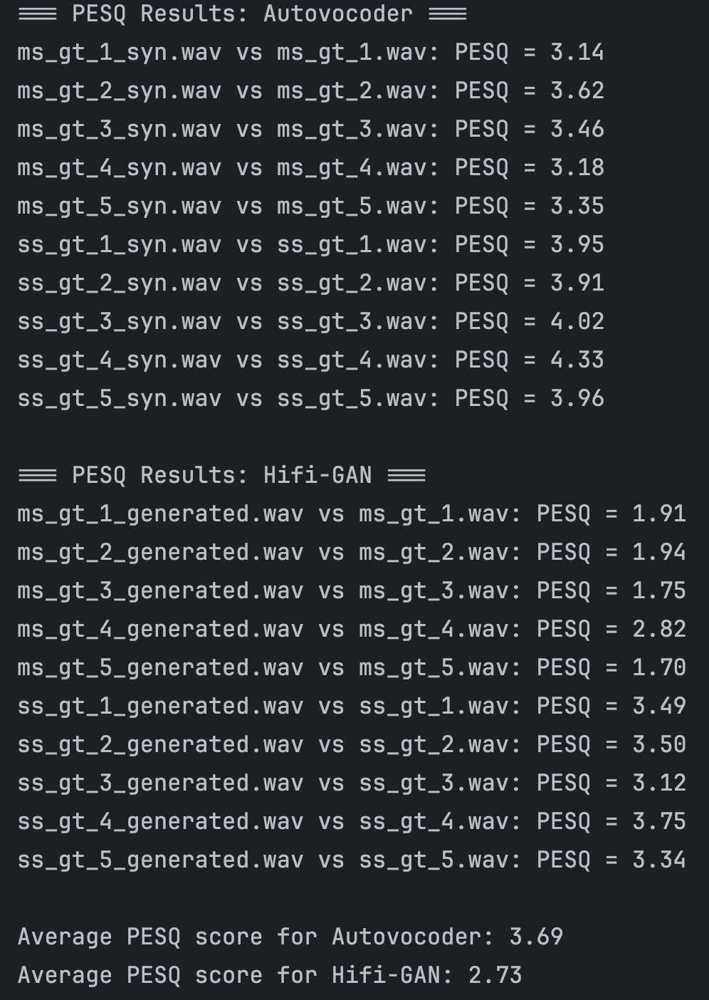 === PESQ Results: Autovocoder ===
ms_gt_1_syn.wav vs ms_gt_1.wav: PESQ = 3.14
ms_gt_2_syn.wav vs ms_gt_2.wav: PESQ = 3.62
ms_gt_3_syn.wav vs ms_gt_3.wav: PESQ = 3.46
ms_gt_4_syn.wav vs ms_gt_4.wav: PESQ = 3.18
ms_gt_5_syn.wav vs ms_gt_5.wav: PESQ = 3.35
ss_gt_1_syn.wav vs ss_gt_1.wav: PESQ = 3.95
ss_gt_2_syn.wav vs ss_gt_2.wav: PESQ = 3.91
ss_gt_3_syn.wav vs ss_gt_3.wav: PESQ = 4.02
ss_gt_4_syn.wav vs ss_gt_4.wav: PESQ = 4.33
ss_gt_5_syn.wav vs ss_gt_5.wav: PESQ = 3.96
=== PESQ Results: Hifi-GAN ===
ms_gt_1_generated.wav vs ms_gt_1.wav: PESQ = 1.91
ms_gt_2_generated.wav vs ms_gt_2.wav: PESQ = 1.94
ms_gt_3_generated.wav vs ms_gt_3.wav: PESQ = 1.75
ms_gt_4_generated.wav vs ms_gt_4.wav: PESQ = 2.82
ms_gt_5_generated.wav vs ms_gt_5.wav: PESQ = 1.70
ss_gt_1_generated.wav vs ss_gt_1.wav: PESQ = 3.49
ss_gt_2_generated.wav vs ss_gt_2.wav: PESQ = 3.50
ss_gt_3_generated.wav vs ss_gt_3.wav: PESQ = 3.12
ss_gt_4_generated.wav vs ss_gt_4.wav: PESQ = 3.75
ss_gt_5_generated.wav vs ss_gt_5.wav: PESQ = 3.34
Average PESQ score for Autovocoder: 3.69
Average PESQ score for Hifi-GAN: 2.73